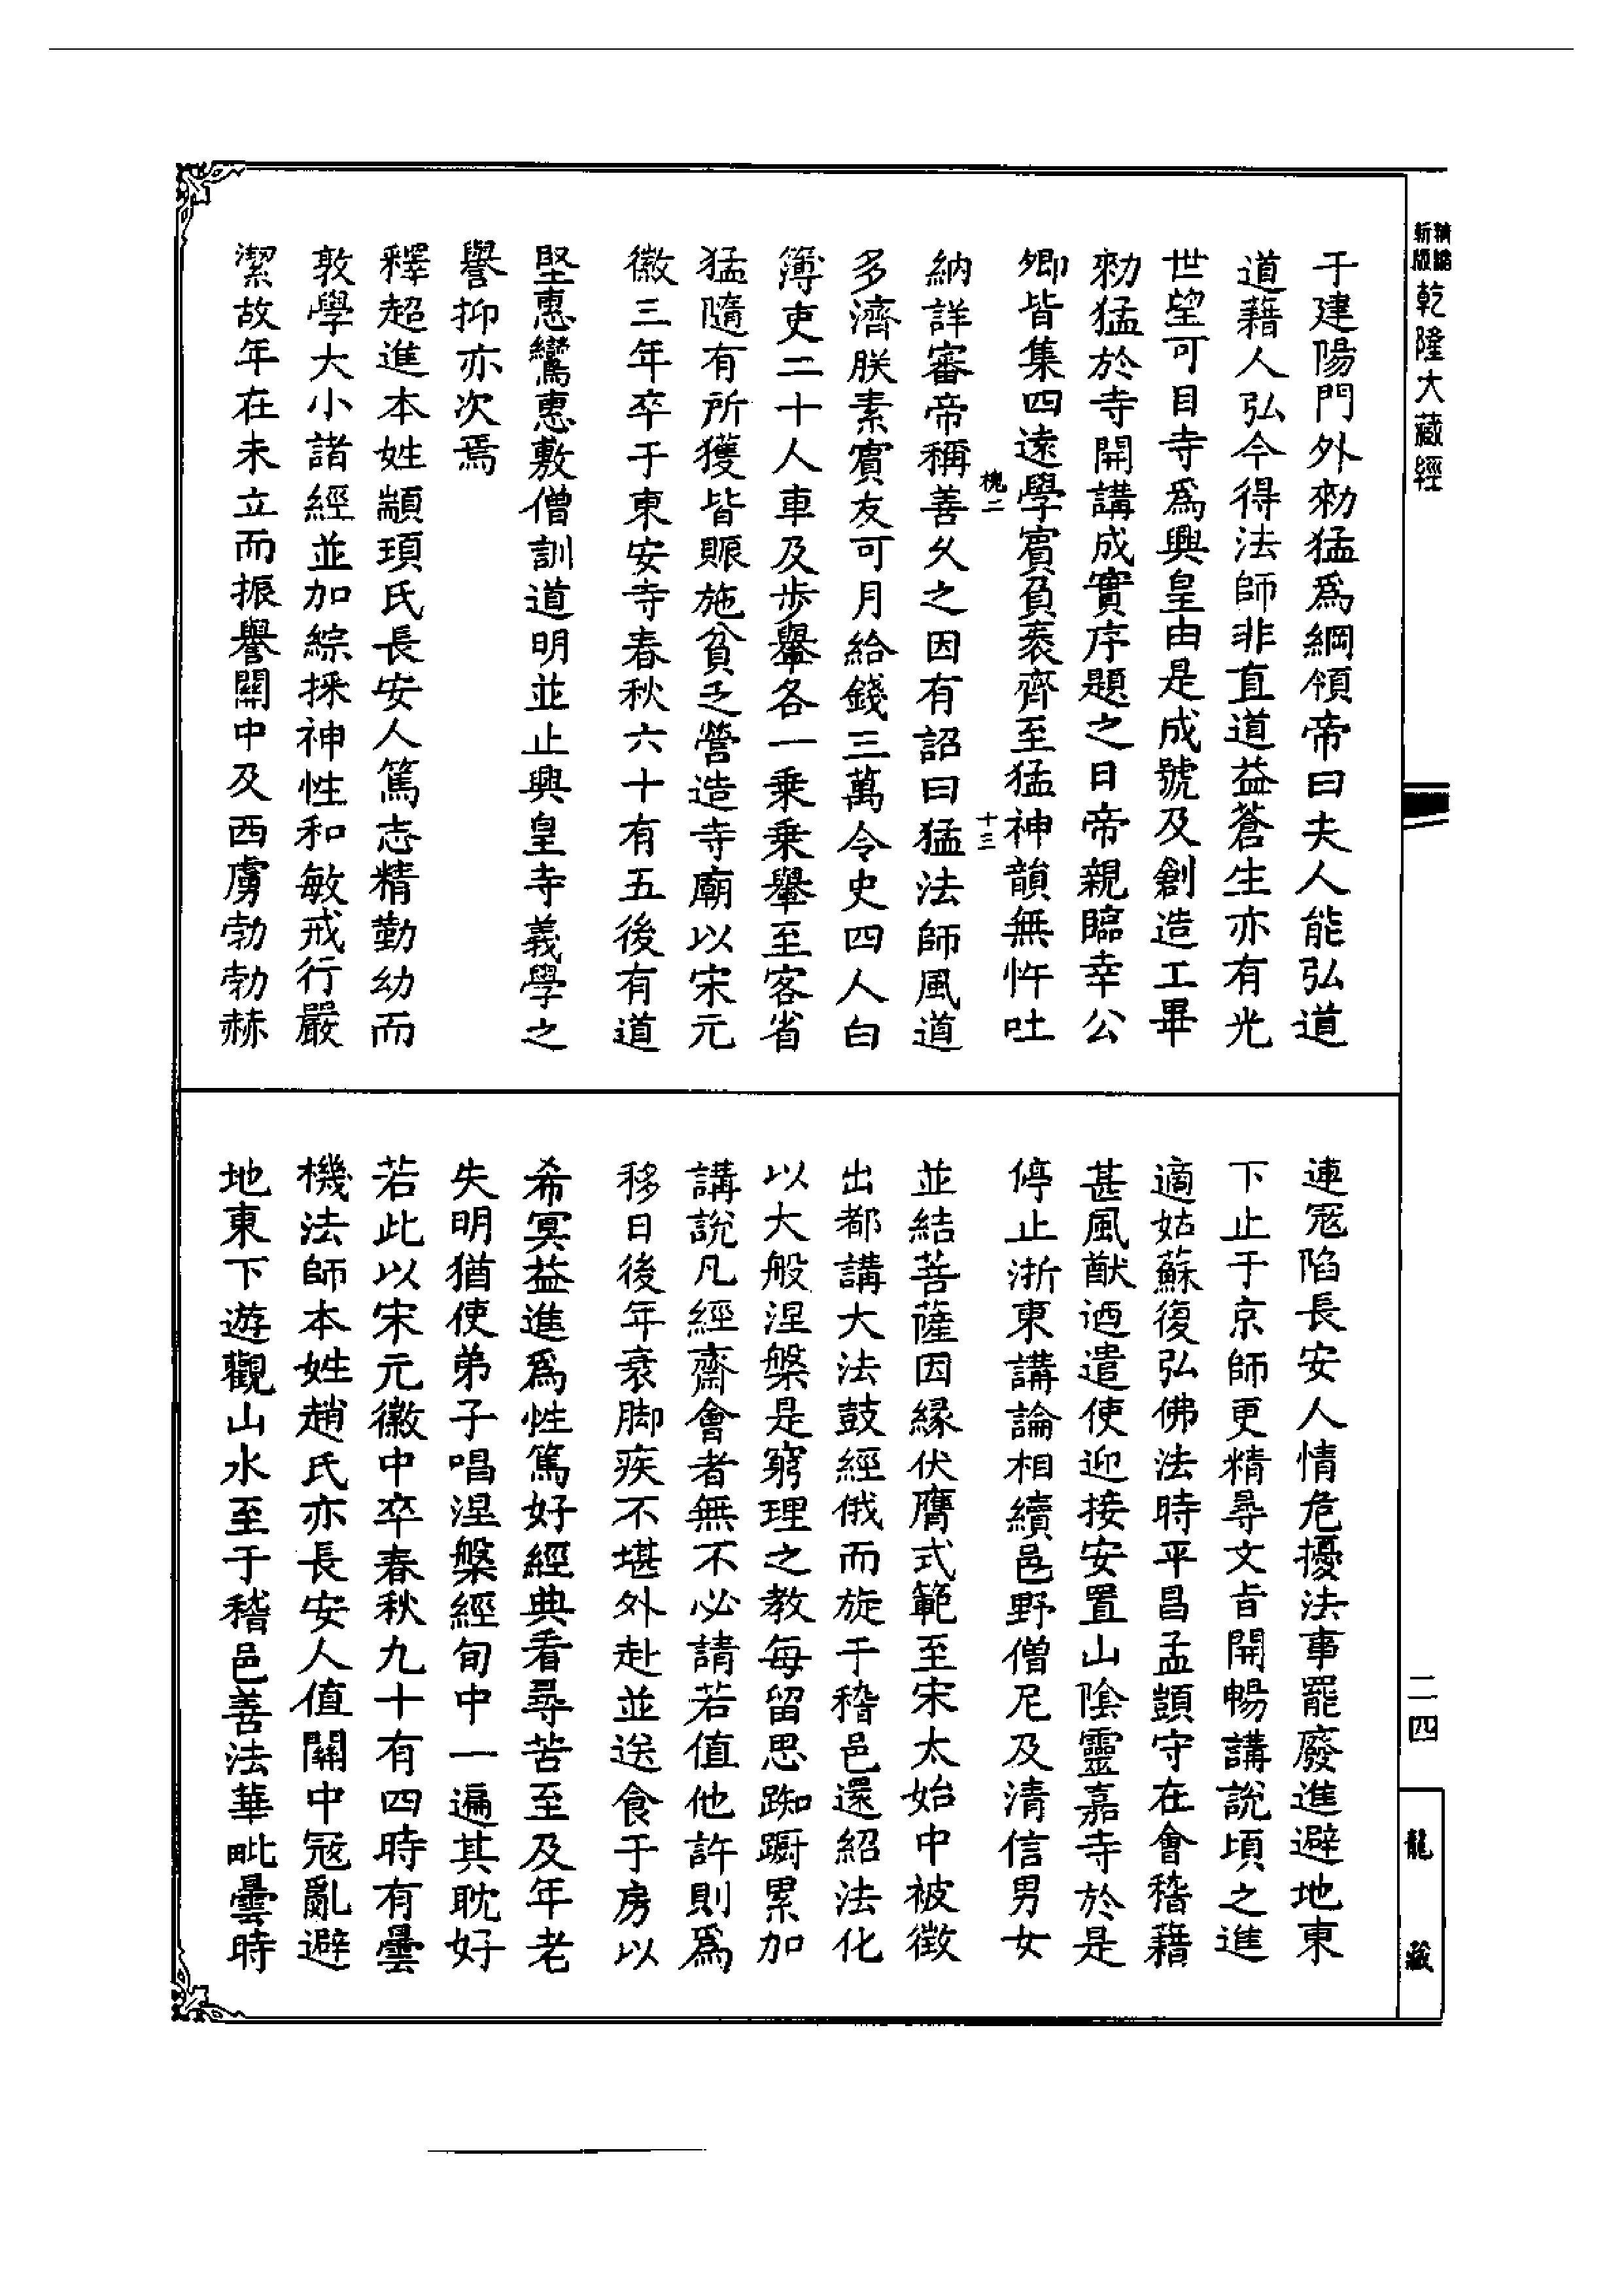 新版精縮乾隆大藏經
于建陽門外勑猛爲綱領帝曰夫人能弘道
道藉人弘今得法師非直道益蒼生亦有光
世望可目寺爲興皇由是成號及創造工畢
勑猛於寺開講成實序題之日帝親臨幸公
卿皆集四遠學賓負袠齊至猛神韻無忤吐
槐二
十三
納詳審帝稱善久之因有詔曰猛法師風道
多濟朕素賓友可月給錢三萬令史四人白
簿吏二十人車及步轝各一乘乘轝至客省
猛隨有所獲皆賑施貧乏營造寺廟以宋元
徽三年卒于東安寺春秋六十有五後有道
堅惠鸞惠敷僧訓道明並止興皇寺義學之
譽抑亦次焉
釋超進本姓顓頊氏長安人篤志精勤幼而
敦學大小諸經並加綜採神性和敏戒行嚴
潔故年在未立而振譽關中及西虜勃勃赫
連冦陷長安人情危擾法事罷廢進避地東
下止于京師更精尋文旨開暢講說頃之進
適姑蘇復弘佛法時平昌孟顗守在會稽藉
甚風猷迺遣使迎接安置山陰靈嘉寺於是
停止浙東講論相續邑野僧尼及清信男女
並結菩薩因緣伏膺式範至宋太始中被徵
出都講大法鼓經俄而旋于稽邑還紹法化
以大般涅槃是窮理之教每留思踟蹰累加
講說凡經齋會者無不必請若值他許則爲
移日後年衰脚疾不堪外赴並送食于房以
希冥益進爲性篤好經典看尋苦至及年老
失明猶使弟子唱涅槃經旬中一遍其耽好
若此以宋元徽中卒春秋九十有四時有曇
機法師本姓趙氏亦長安人值關中冦亂避
地東下遊觀山水至于稽邑善法華毗曇時
二四
龍藏